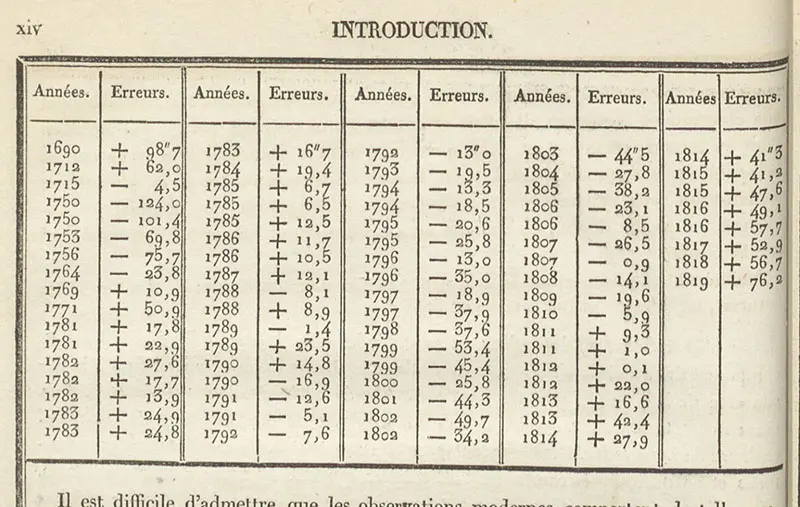 xiv
INTRODUCTION.
Années. Erreurs. Années. Erreurs. Années. Erreurs. Années. Erreurs. Années Erreurs.
1690 + 98"7 1783 + 16"7 1792 — 13"0 1803 — 44"5 1814 + 41"3
1712 + 62,0 1784 + 19,4 1793 — 19,5 1804 — 27,8 1815 + 41,2
1715 — 4,5 1785 + 6,7 1794 — 13,3 1805 — 38,2 1815 + 47,6
1750 — 124,0 1785 + 6,5 1794 — 18,5 1806 — 23,1 1816 + 49,1
1750 — 101,4 1785 + 12,5 1795 — 20,6 1806 — 8,5 1816 + 57,7
1753 — 69,8 1786 + 11,7 1795 — 25,8 1807 — 26,5 1817 + 52,9
1756 — 75,7 1786 + 10,5 1796 — 13,0 1807 — 0,9 1818 + 56,7
1764 — 23,8 1787 + 12,1 1796 — 35,0 1808 — 14,1 1819 + 76,2
1769 + 10,9 1788 — 8,1 1797 — 18,9 1809 — 19,6
1771 + 50,9 1788 + 8,9 1797 — 37,9 1810 — 5,9
1781 + 17,8 1789 — 1,4 1798 — 37,6 1811 + 9,3
1781 + 22,9 1789 + 23,5 1799 — 53,4 1811 + 1,0
1782 + 27,6 1790 + 14,8 1799 — 45,4 1812 + 0,1
1782 + 17,7 1790 — 16,9 1800 — 25,8 1812 + 22,0
1782 + 13,9 1791 — 12,6 1801 — 44,3 1813 + 16,6
1783 + 24,9 1791 — 5,1 1802 — 49,7 1813 + 42,4
1783 + 24,8 1792 — 7,6 1802 — 34,2 1814 + 27,9
Il est difficile d'admettre que les observations modernes comportent